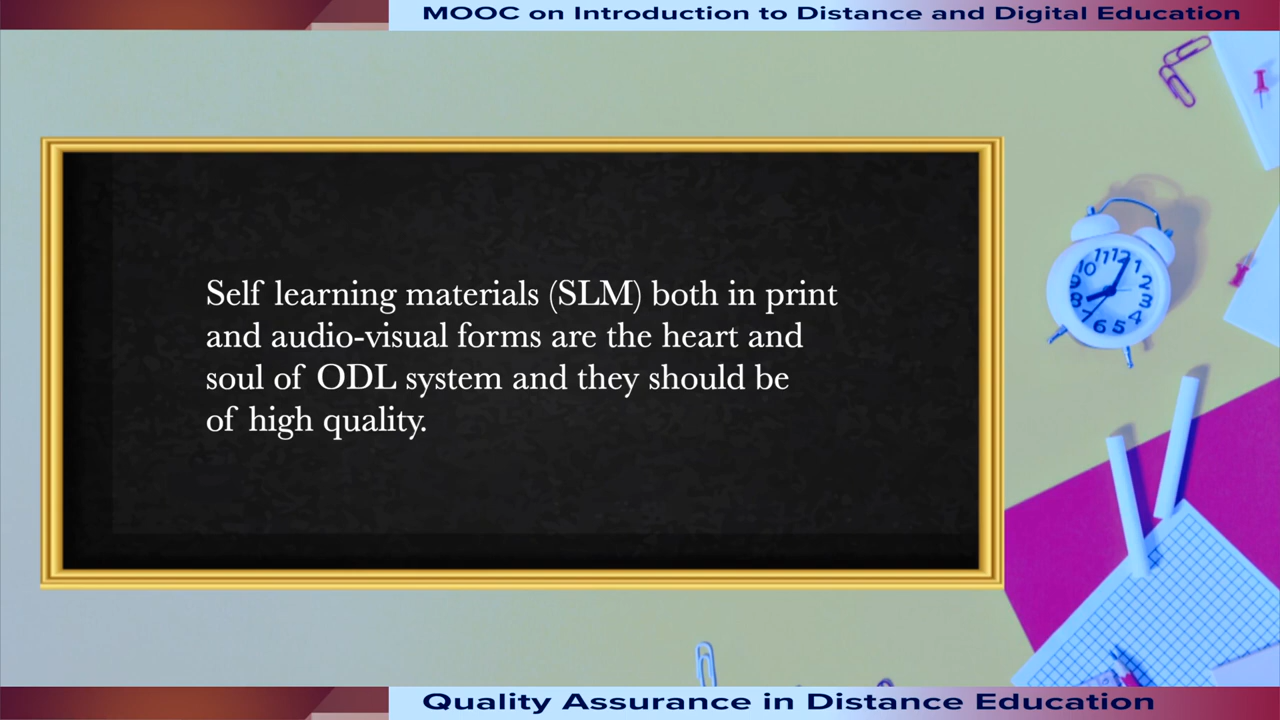 MOOC on Introduction to Distance and Digital Education
Self learning materials (SLM) both in print
and audio-visual forms are the heart and
soul of ODL system and they should be
of high quality.
Quality Assurance in Distance Education